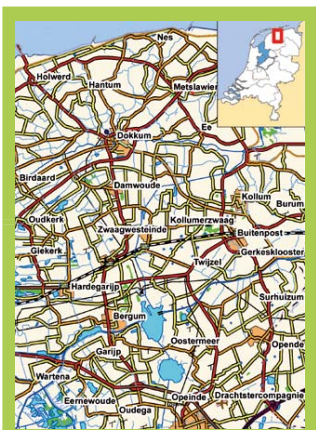 Nes
Holwerd
Hantum
Metslawier
Dokkum
Ee
Birdaard
Damwoude
Kollum
Burum
Oudkerk
Kollumerzwaag
Zwaagwesteinde
Buitenpost
Giekerk
Gerkesklooster
Twijzel
Hardegarijp
Surhuizum
Bergum
Oostermeer
Opende
Garijp
Wartena
Eernewoude
Opeinde
Drachtstercompagnie
Oudega